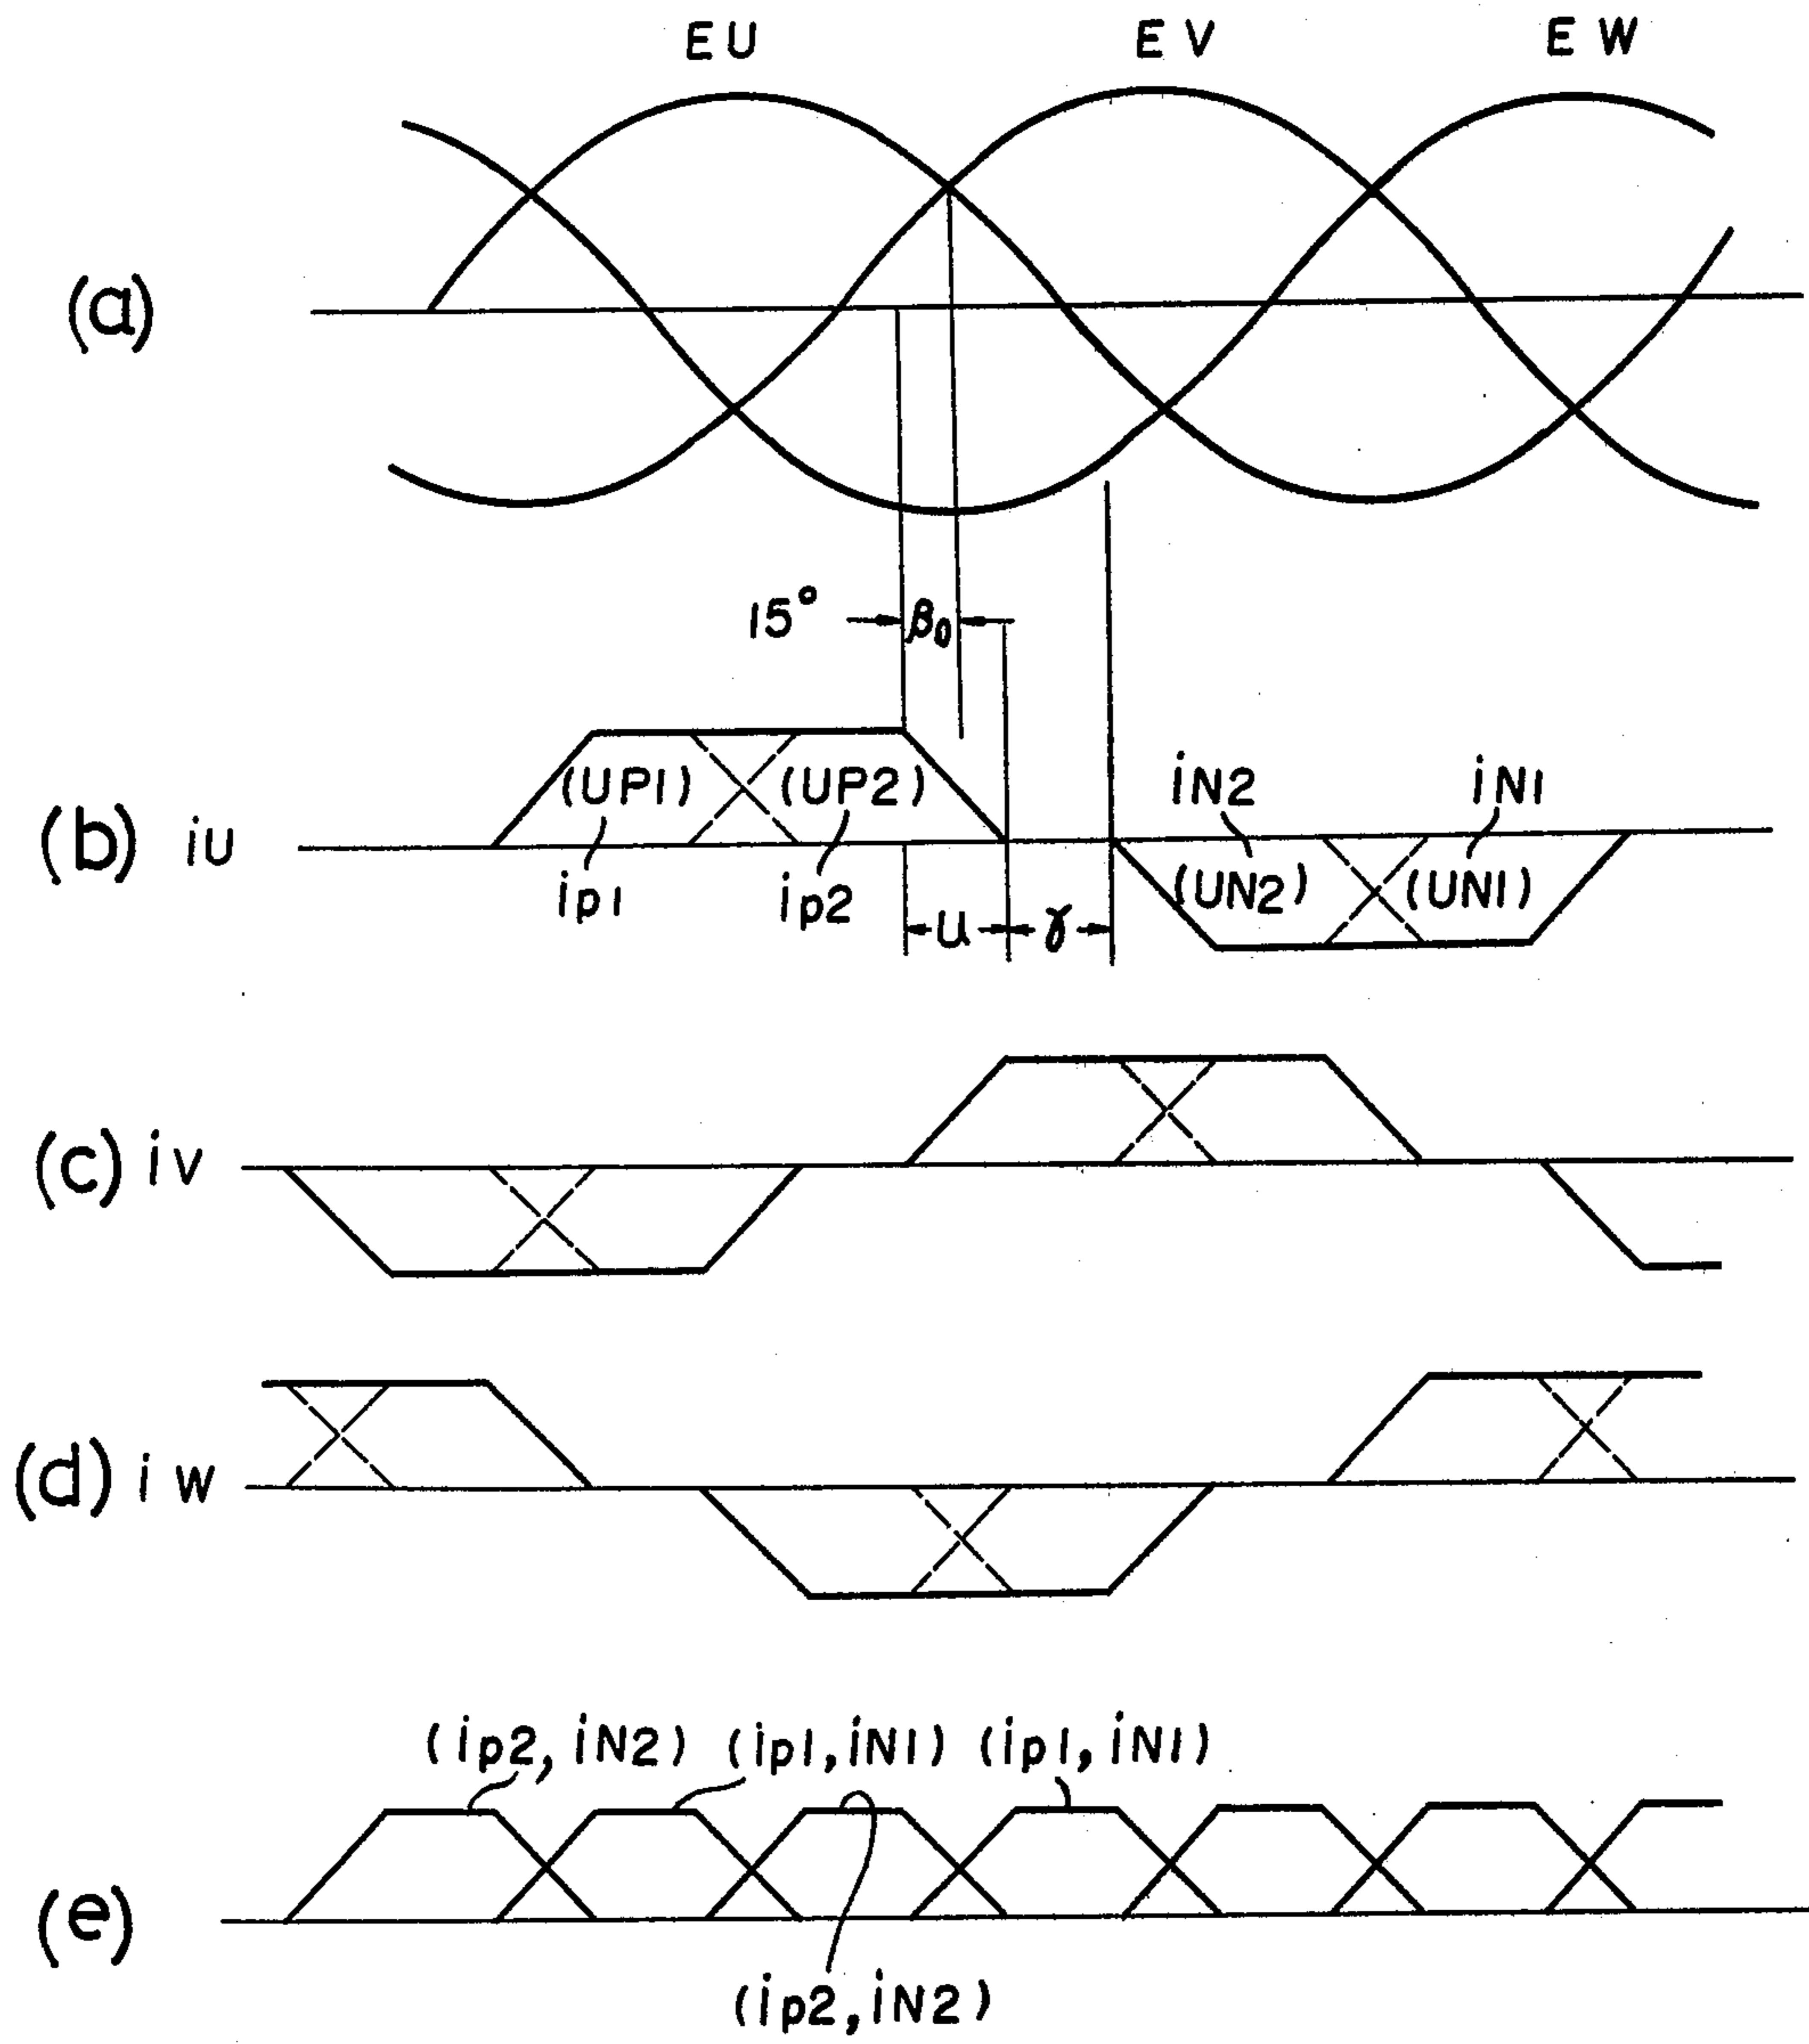 EU EV EW
(a)
15° β₀
(b) iU (UP1) (UP2) iN2 iN1
ip1 ip2 (UN2) (UN1)
u γ
(c) iV
(d) iW
(ip2, iN2) (ip1, iN1) (ip1, iN1)
(e)
(ip2, iN2)